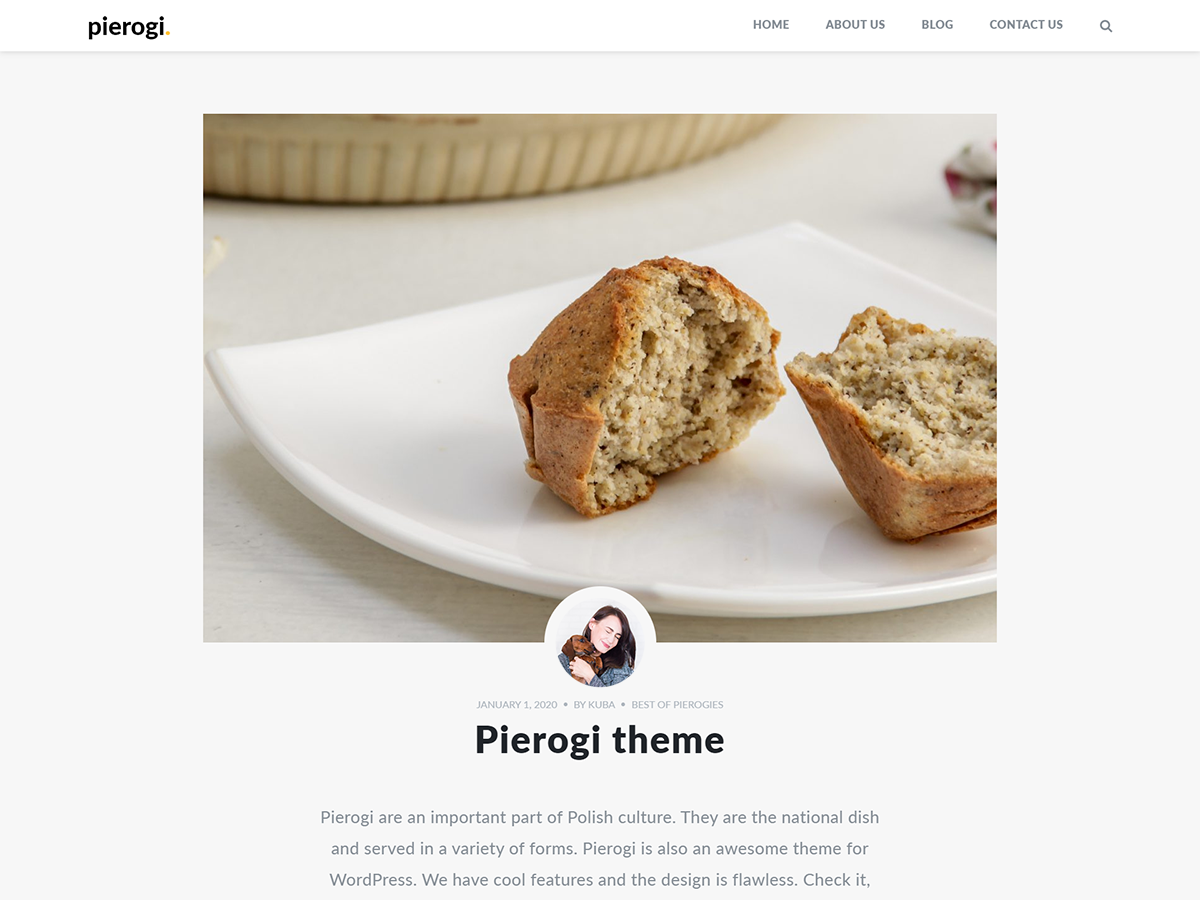 pierogi.
HOME ABOUT US BLOG CONTACT US
JANUARY 1, 2020 • BY KUBA • BEST OF PIEROGIES
Pierogi theme
Pierogi are an important part of Polish culture. They are the national dish
and served in a variety of forms. Pierogi is also an awesome theme for
WordPress. We have cool features and the design is flawless. Check it,